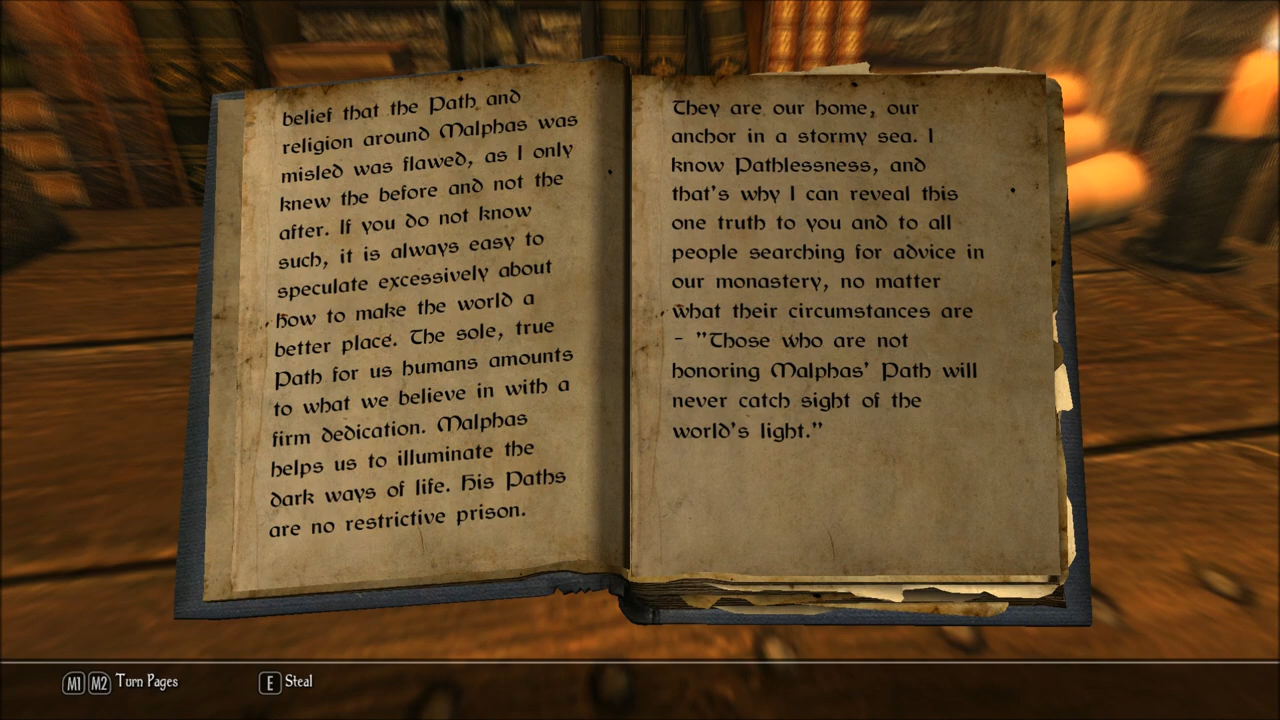 belief that the Path and
religion around Malphas was
misled was flawed, as I only
knew the before and not the
after. If you do not know
such, it is always easy to
speculate excessively about
how to make the world a
better place. The sole, true
Path for us humans amounts
to what we believe in with a
firm dedication. Malphas
helps us to illuminate the
dark ways of life. His Paths
are no restrictive prison.
They are our home, our
anchor in a stormy sea. I
know Pathlessness, and
that's why I can reveal this
one truth to you and to all
people searching for advice in
our monastery, no matter
what their circumstances are
- "Those who are not
honoring Malphas' Path will
never catch sight of the
world's light."
M1 M2 Turn Pages
E Steal